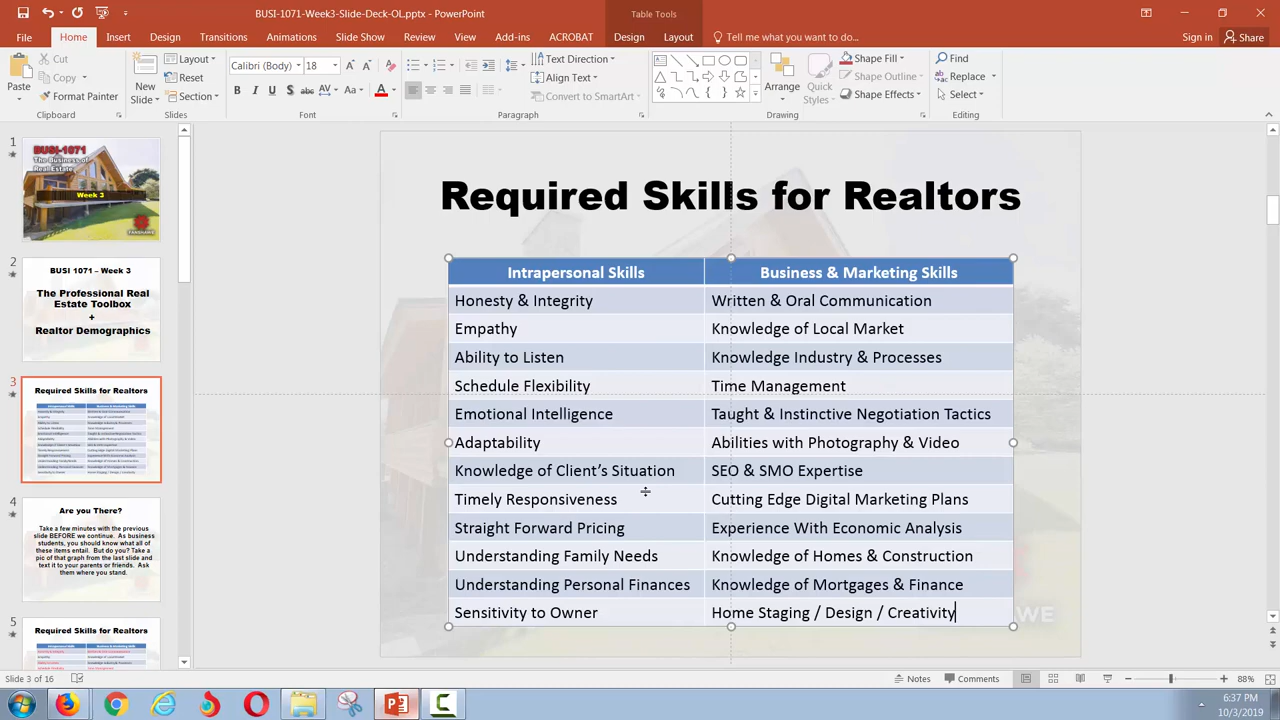 BUSI-1071-Week3-Slide-Deck-OL.pptx - PowerPoint
Table Tools
File Home Insert Design Transitions Animations Slide Show Review View Add-ins ACROBAT Design Layout Tell me what you want to do... Sign in Share
Paste
Cut
Copy
Format Painter
Clipboard
New Slide
Layout
Reset
Section
Slides
Calibri (Body) 18
B I U S abc AV Aa A
Font
Text Direction
Align Text
Convert to SmartArt
Paragraph
Arrange
Quick Styles
Shape Fill
Shape Outline
Shape Effects
Drawing
Find
Replace
Select
Editing
1
BUSI-1071
The Business of
Real Estate
Week 3
FANSHAWE
2
BUSI 1071 – Week 3
The Professional Real
Estate Toolbox
+
Realtor Demographics
3
Required Skills for Realtors
4
Are you There?
Take a few minutes with the previous
slide BEFORE we continue. As business
students, you should know what all of
these items entail. But do you? Take a
pic of that graph from the last slide and
text it to your parents or friends. Ask
them where you stand.
5
Required Skills for Realtors
Required Skills for Realtors
Intrapersonal Skills Business & Marketing Skills
Honesty & Integrity Written & Oral Communication
Empathy Knowledge of Local Market
Ability to Listen Knowledge Industry & Processes
Schedule Flexibility Time Management
Emotional Intelligence Taught & Instinctive Negotiation Tactics
Adaptability Abilities with Photography & Video
Knowledge of Client's Situation SEO & SMO Expertise
Timely Responsiveness Cutting Edge Digital Marketing Plans
Straight Forward Pricing Experience With Economic Analysis
Understanding Family Needs Knowledge of Homes & Construction
Understanding Personal Finances Knowledge of Mortgages & Finance
Sensitivity to Owner Home Staging / Design / Creativity
WE
Slide 3 of 16
Notes
Comments
88%
6:37 PM
10/3/2019